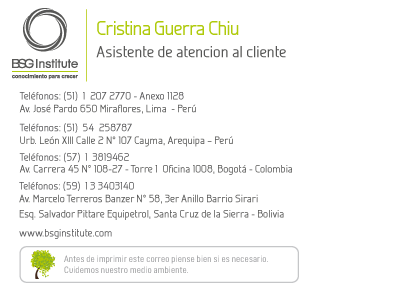 BSG Institute
conocimiento para crecer
Cristina Guerra Chiu
Asistente de atencion al cliente
Teléfonos: (51) 1 207 2770 - Anexo 1128
Av. José Pardo 650 Miraflores, Lima - Perú
Teléfonos: (51) 54 258787
Urb. León XIII Calle 2 N° 107 Cayma, Arequipa – Perú
Teléfonos: (57) 1 3819462
Av. Carrera 45 N° 108-27 - Torre 1 Oficina 1008, Bogotá - Colombia
Teléfonos: (59) 1 3 3403140
Av. Marcelo Terreros Banzer N° 58, 3er Anillo Barrio Sirari
Esq. Salvador Pittare Equipetrol, Santa Cruz de la Sierra - Bolivia
www.bsginstitute.com
Antes de imprimir este correo piense bien si es necesario.
Cuidemos nuestro medio ambiente.